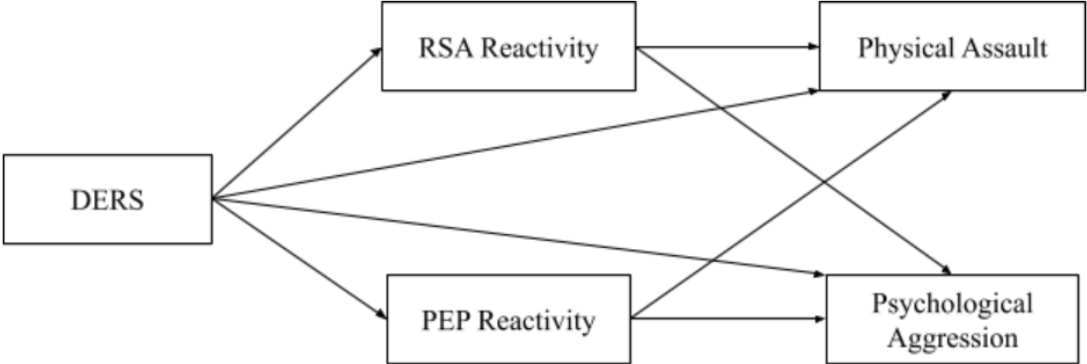 RSA Reactivity
Physical Assault
DERS
PEP Reactivity
Psychological
Aggression